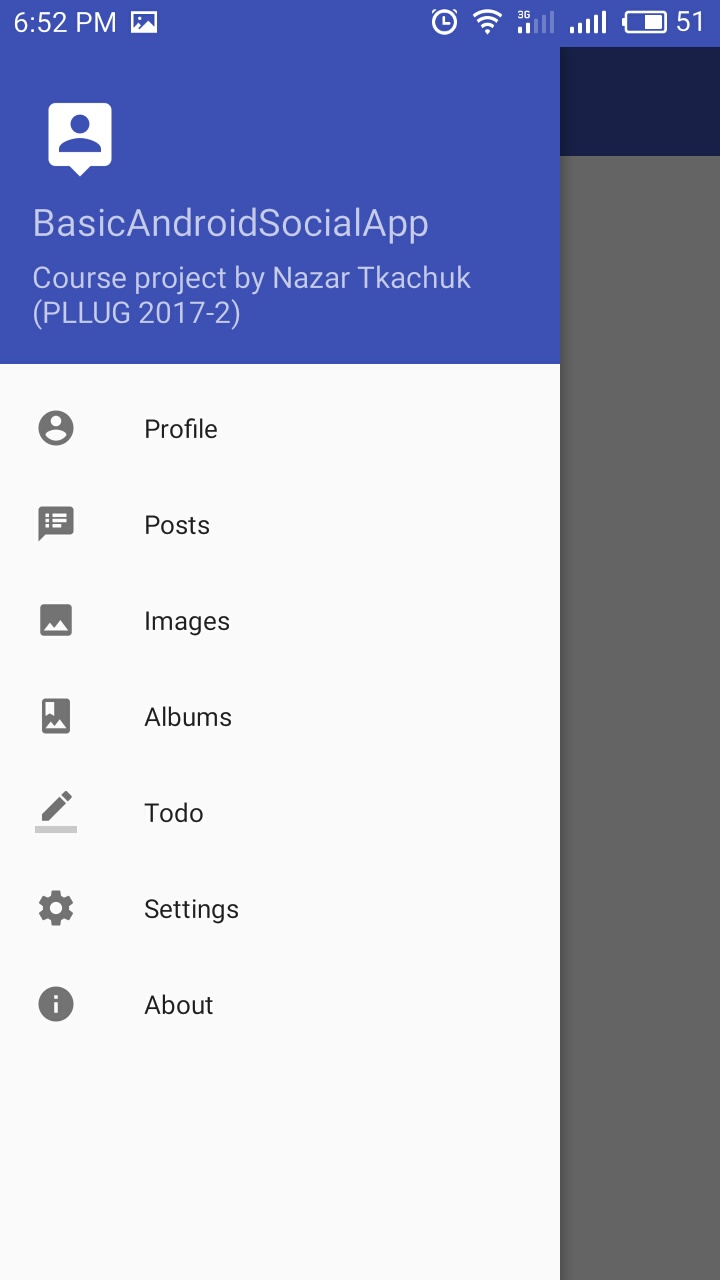 6:52 PM 3G 51
BasicAndroidSocialApp
Course project by Nazar Tkachuk
(PLLUG 2017-2)
Profile
Posts
Images
Albums
Todo
Settings
About